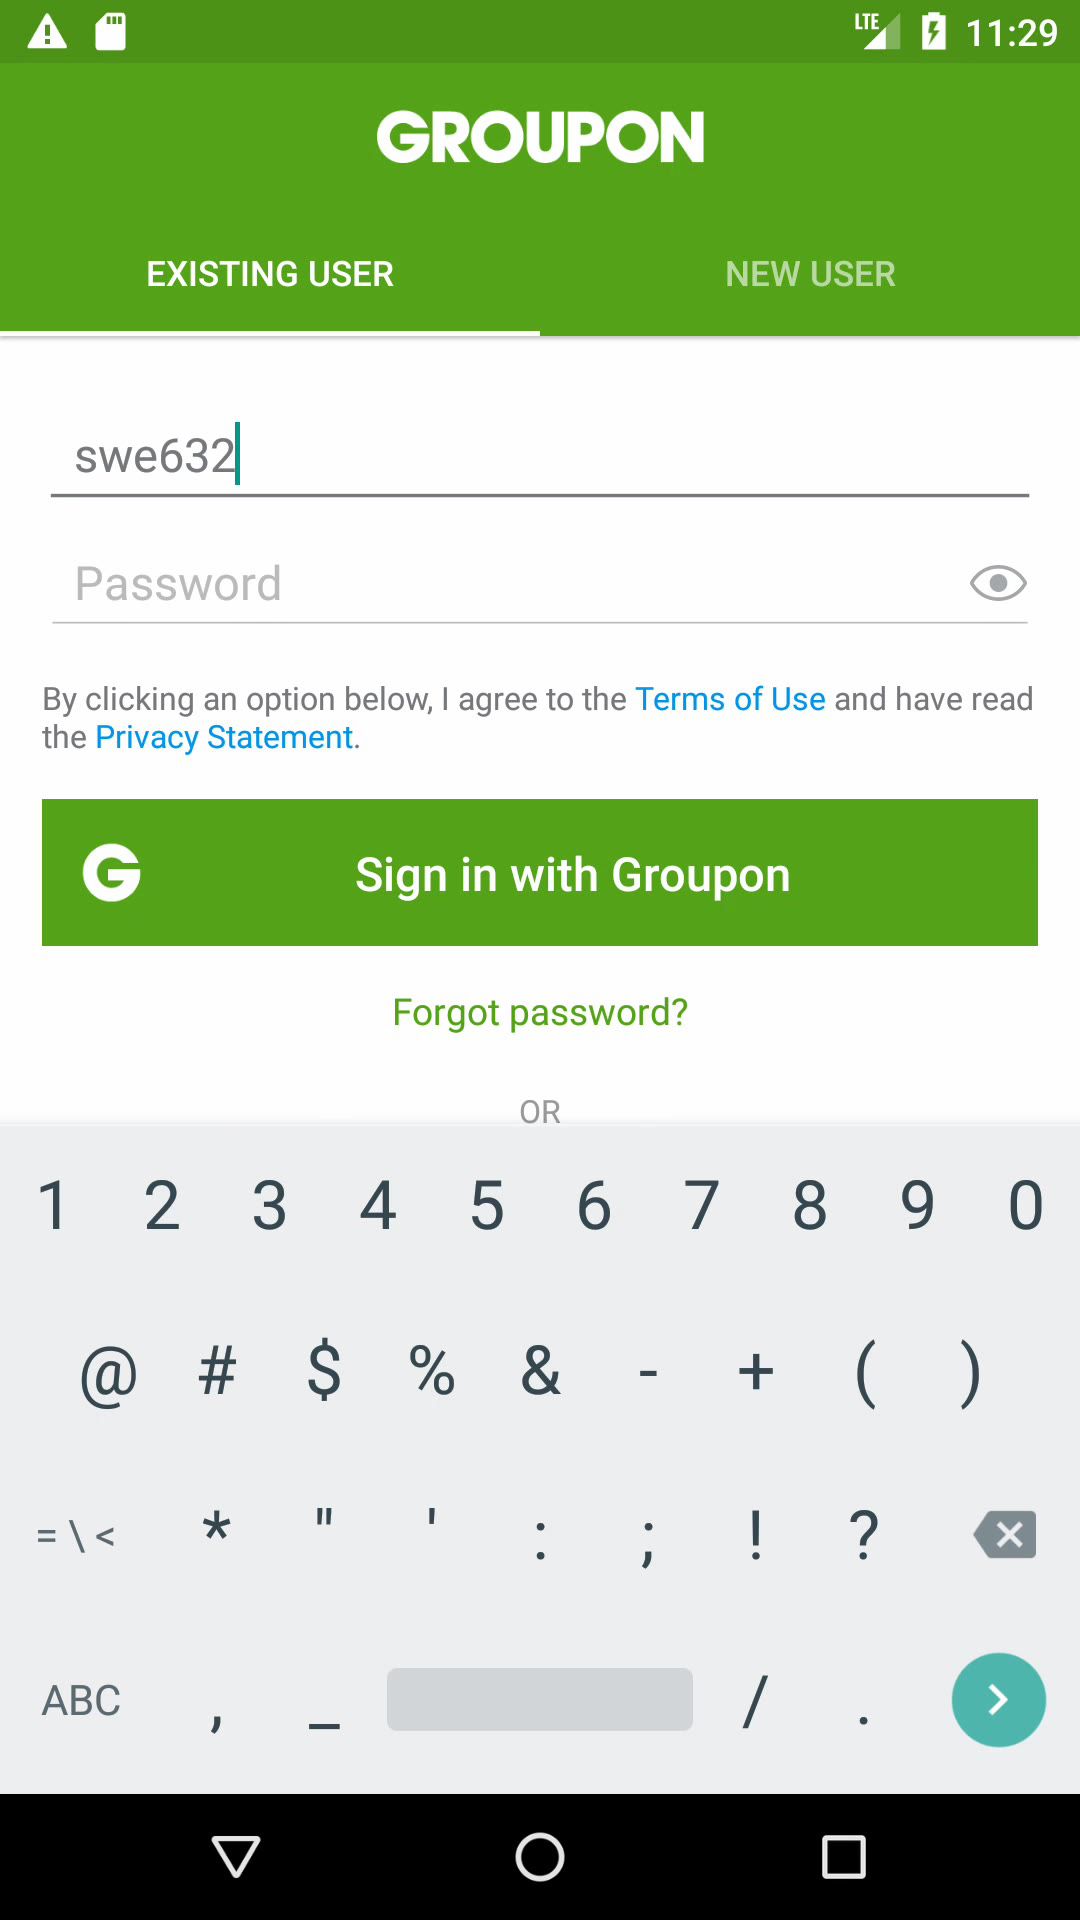 LTE 11:29
GROUPON
EXISTING USER NEW USER
swe632
Password
By clicking an option below, I agree to the Terms of Use and have read
the Privacy Statement.
G Sign in with Groupon
Forgot password?
OR
1 2 3 4 5 6 7 8 9 0
@ # $ % & - + ( )
= \ < * " ' : ; ! ?
ABC , _ / .